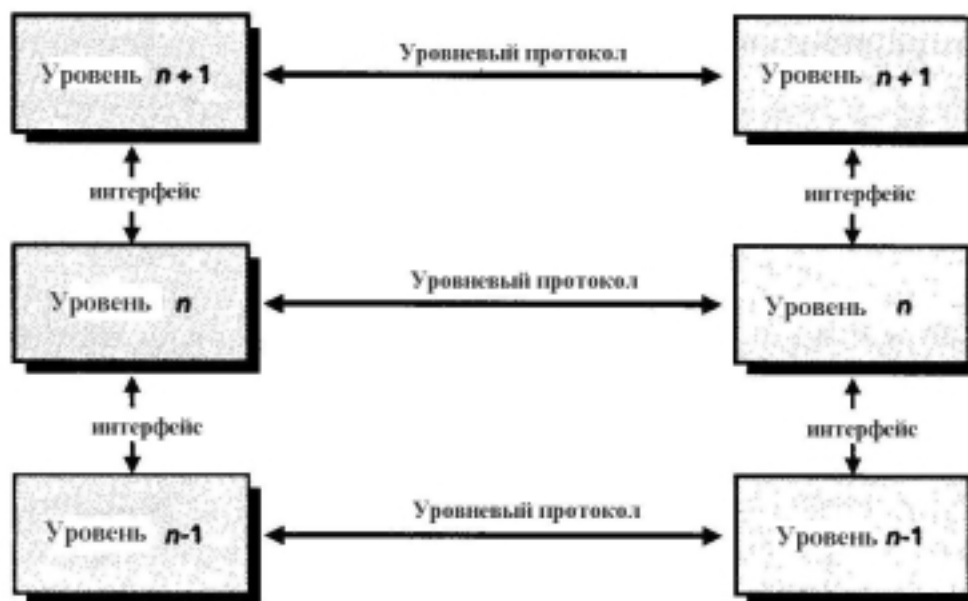 Уровневый протокол
Уровень n + 1
Уровень n + 1
интерфейс
интерфейс
Уровневый протокол
Уровень n
Уровень n
интерфейс
интерфейс
Уровневый протокол
Уровень n-1
Уровень n-1